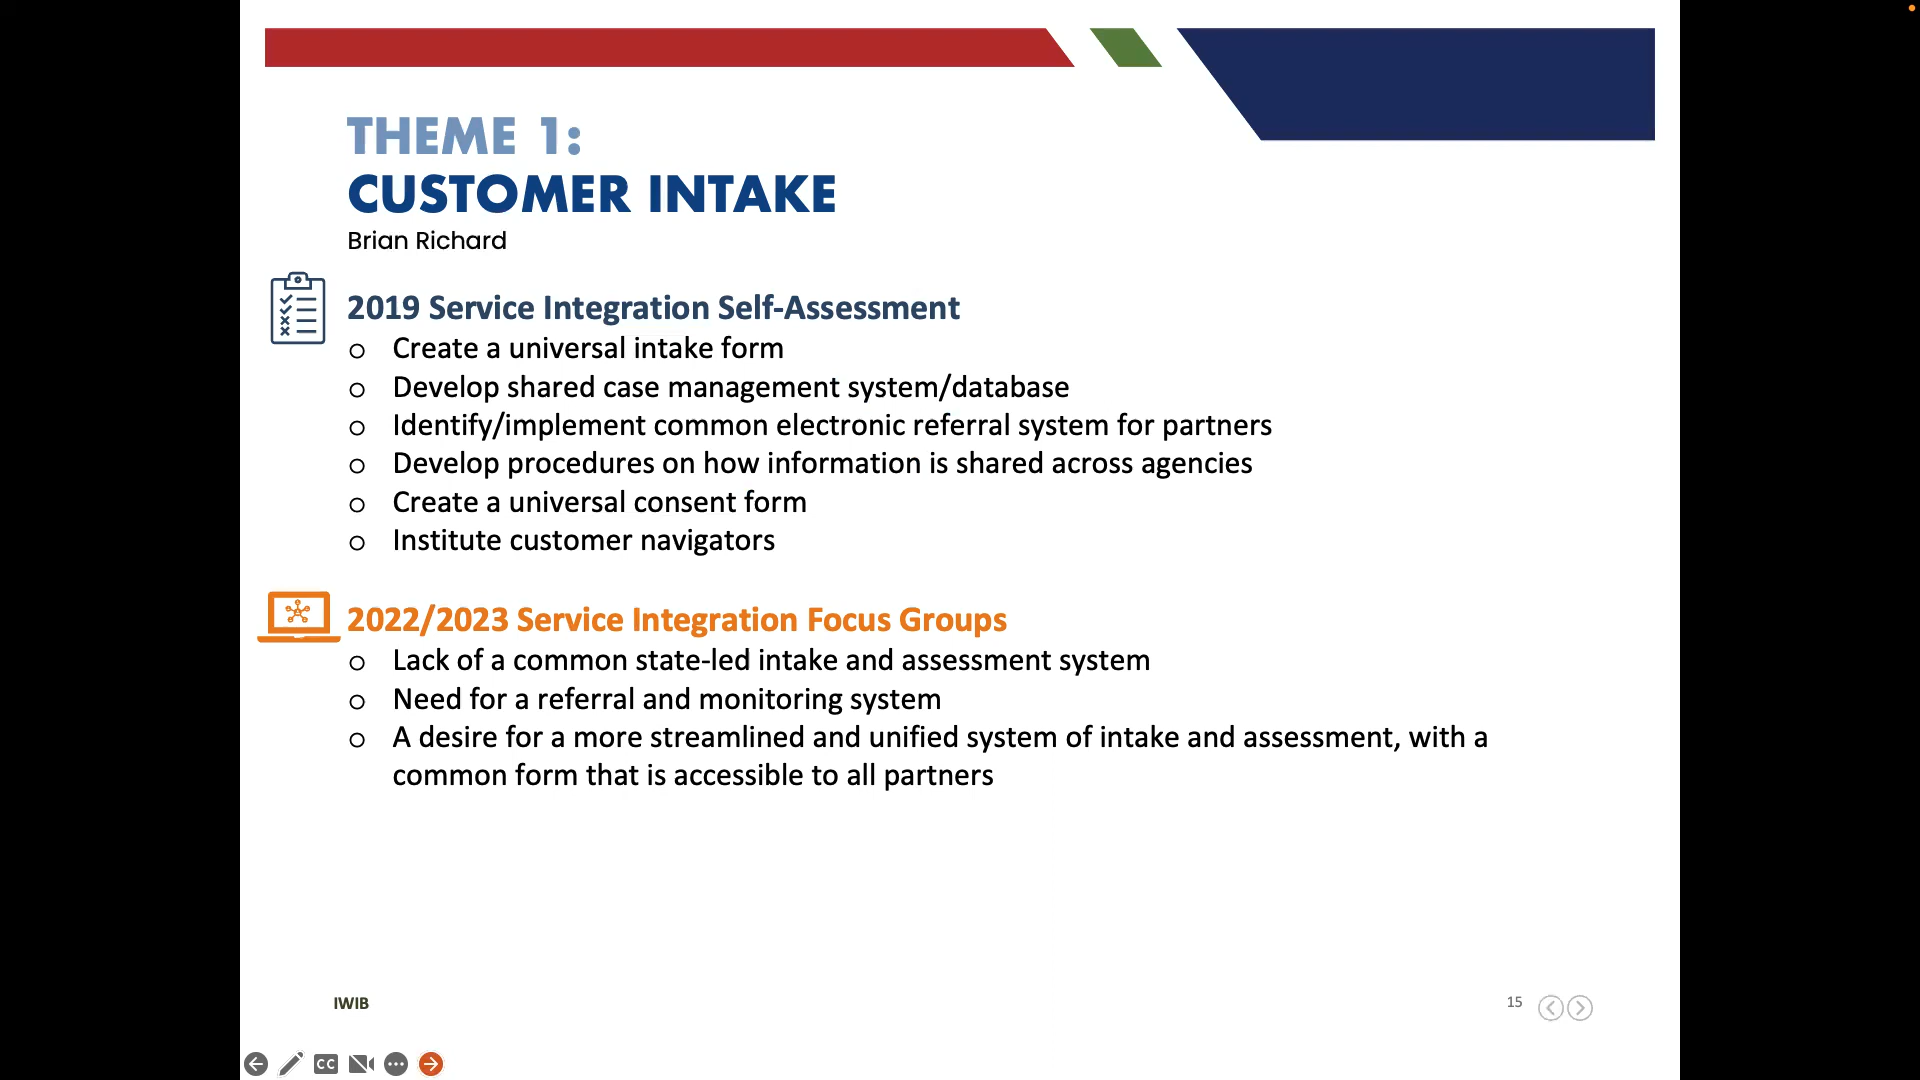 THEME 1:
CUSTOMER INTAKE
Brian Richard
2019 Service Integration Self-Assessment
o Create a universal intake form
o Develop shared case management system/database
o Identify/implement common electronic referral system for partners
o Develop procedures on how information is shared across agencies
o Create a universal consent form
o Institute customer navigators
2022/2023 Service Integration Focus Groups
o Lack of a common state-led intake and assessment system
o Need for a referral and monitoring system
o A desire for a more streamlined and unified system of intake and assessment, with a
common form that is accessible to all partners
IWIB
15
CC